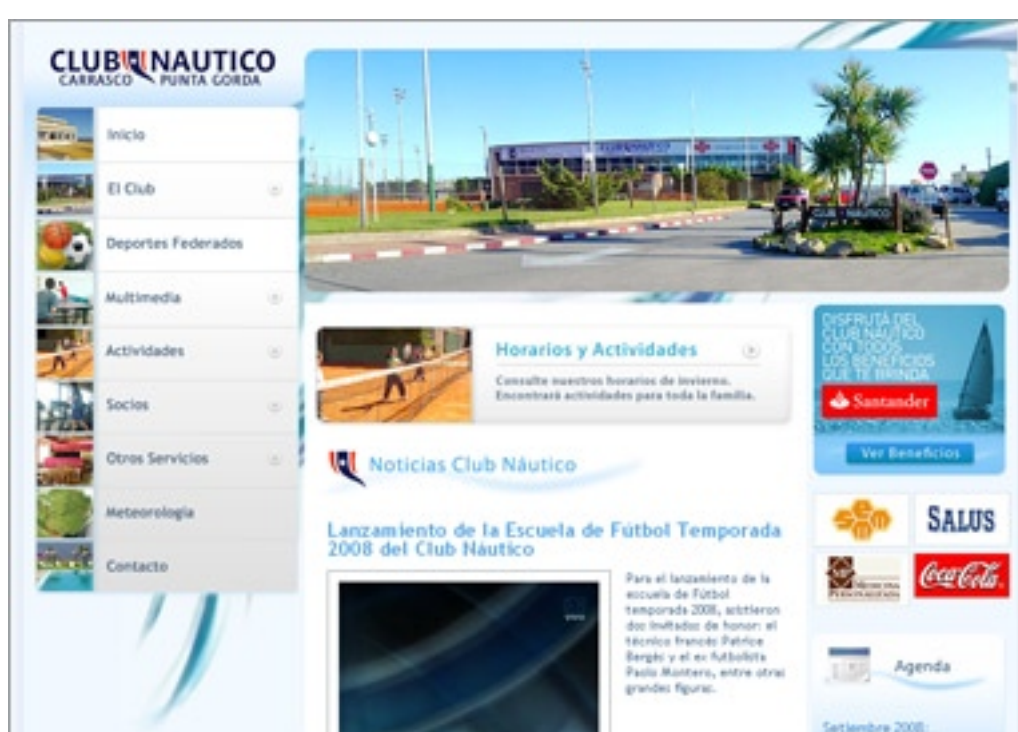 CLUB NAUTICO
CARRASCO PUNTA GORDA
Inicio
El Club
Deportes Federados
Multimedia
Actividades
Socios
Otros Servicios
Meteorologia
Contacto
CLUB NAUTICO
Horarios y Actividades
Consulte nuestros horarios de invierno.
Encontrará actividades para toda la familia.
Noticias Club Náutico
Lanzamiento de la Escuela de Fútbol Temporada
2008 del Club Náutico
Para el lanzamiento de la
escuela de Fútbol
temporada 2008, asistieron
dos invitados de honor: el
técnico francés Patrice
Bergés y el ex futbolista
Paolo Montero, entre otras
grandes figuras.
DISFRUTÁ DEL
CLUB NÁUTICO
CON TODOS
LOS BENEFICIOS
QUE TE BRINDA
Santander
Ver Beneficios
SALUS
MEDICINA
PERSONALIZADA
Coca-Cola
Agenda
Setiembre 2008: